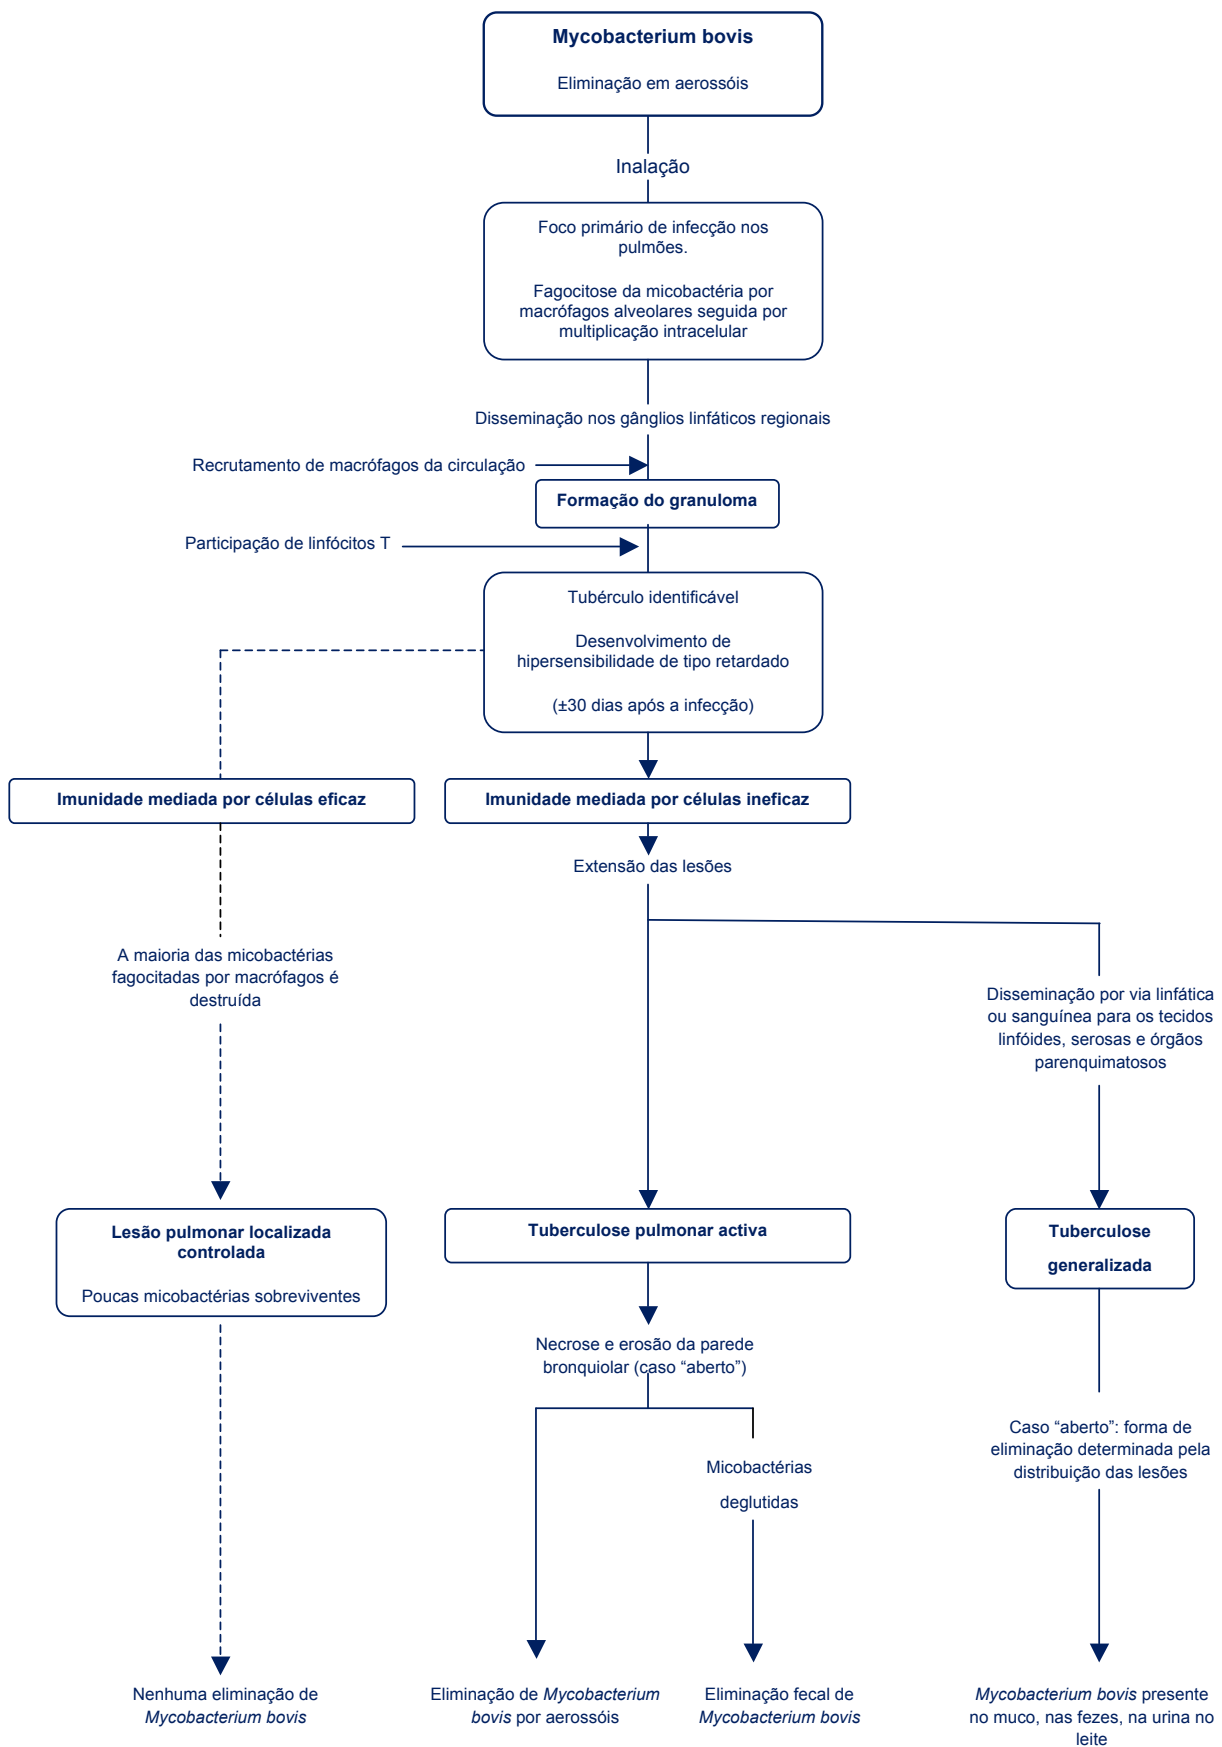 Mycobacterium bovis
Eliminação em aerossóis
Inalação
Foco primário de infecção nos
pulmões.
Fagocitose da micobactéria por
macrófagos alveolares seguida por
multiplicação intracelular
Disseminação nos gânglios linfáticos regionais
Recrutamento de macrófagos da circulação
Formação do granuloma
Participação de linfócitos T
Tubérculo identificável
Desenvolvimento de
hipersensibilidade de tipo retardado
(±30 dias após a infecção)
Imunidade mediada por células eficaz
Imunidade mediada por células ineficaz
Extensão das lesões
A maioria das micobactérias
fagocitadas por macrófagos é
destruída
Disseminação por via linfática
ou sanguínea para os tecidos
linfóides, serosas e órgãos
parenquimatosos
Lesão pulmonar localizada
controlada
Poucas micobactérias sobreviventes
Tuberculose pulmonar activa
Tuberculose
generalizada
Necrose e erosão da parede
bronquiolar (caso “aberto”)
Micobactérias
deglutidas
Caso “aberto”: forma de
eliminação determinada pela
distribuição das lesões
Nenhuma eliminação de
Mycobacterium bovis
Eliminação de Mycobacterium
bovis por aerossóis
Eliminação fecal de
Mycobacterium bovis
Mycobacterium bovis presente
no muco, nas fezes, na urina no
leite